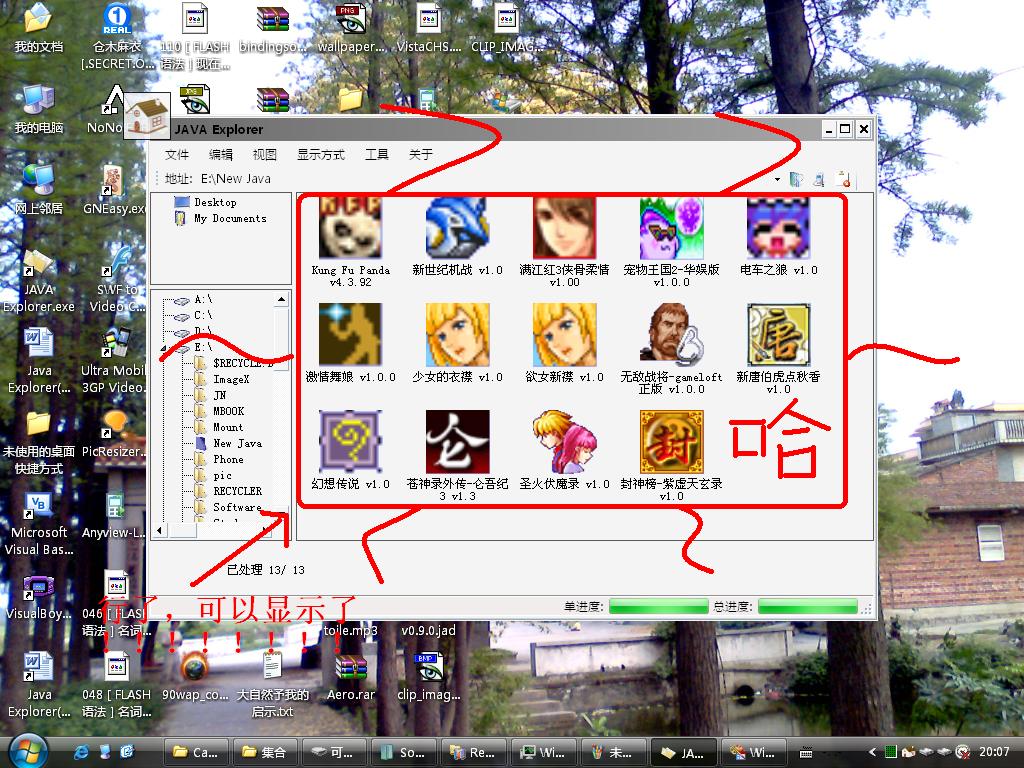 我的文档
仓木麻衣
[.SECRET.O...
110 [ FLASH
语法 ] 现在...
bindingso...
wallpaper...
VistaCHS....
CLIP_IMAG...
我的电脑
JAVA Explorer
文件 编辑 视图 显示方式 工具 关于
地址: E:\New Java
网上邻居
GNEasy.exe
Desktop
My Documents
JAVA
Explorer.exe
SWF to
Video C...
A:\
C:\
D:\
E:\
$RECYCLE.B
ImageX
JN
MBOOK
Mount
New Java
Phone
pic
RECYCLER
Software
Kung Fu Panda
v4.3.92
新世纪机战 v1.0
满江红3侠骨柔情
v1.00
宠物王国2-华娱版
v1.0.0
电车之狼 v1.0
激情舞娘 v1.0.0
少女的衣襟 v1.0
欲女新襟 v1.0
无敌战将-gameloft
正版 v1.0.0
新唐伯虎点秋香
v1.0
幻想传说 v1.0
苍神录外传-仑吾纪
3 v1.3
圣火伏魔录 v1.0
封神榜-紫虚天玄录
v1.0
哈
Java
Explorer(...
Ultra Mobil
3GP Video...
未使用的桌面
快捷方式
PicResizer...
Microsoft
Visual Bas...
Anyview-L...
已处理 13/ 13
单进度:
总进度:
行了，可以显示了
！！！！！！！！
VisualBoy...
046 [ FLASH
语法 ] 名词...
toile.mp3
v0.9.0.jad
Java
Explorer(...
048 [ FLASH
语法 ] 名词...
90wap_co...
大自然予我的
启示.txt
Aero.rar
clip_imag...
Ca...
集合
可...
So...
Re...
Wi...
未...
JA...
Wi...
20:07